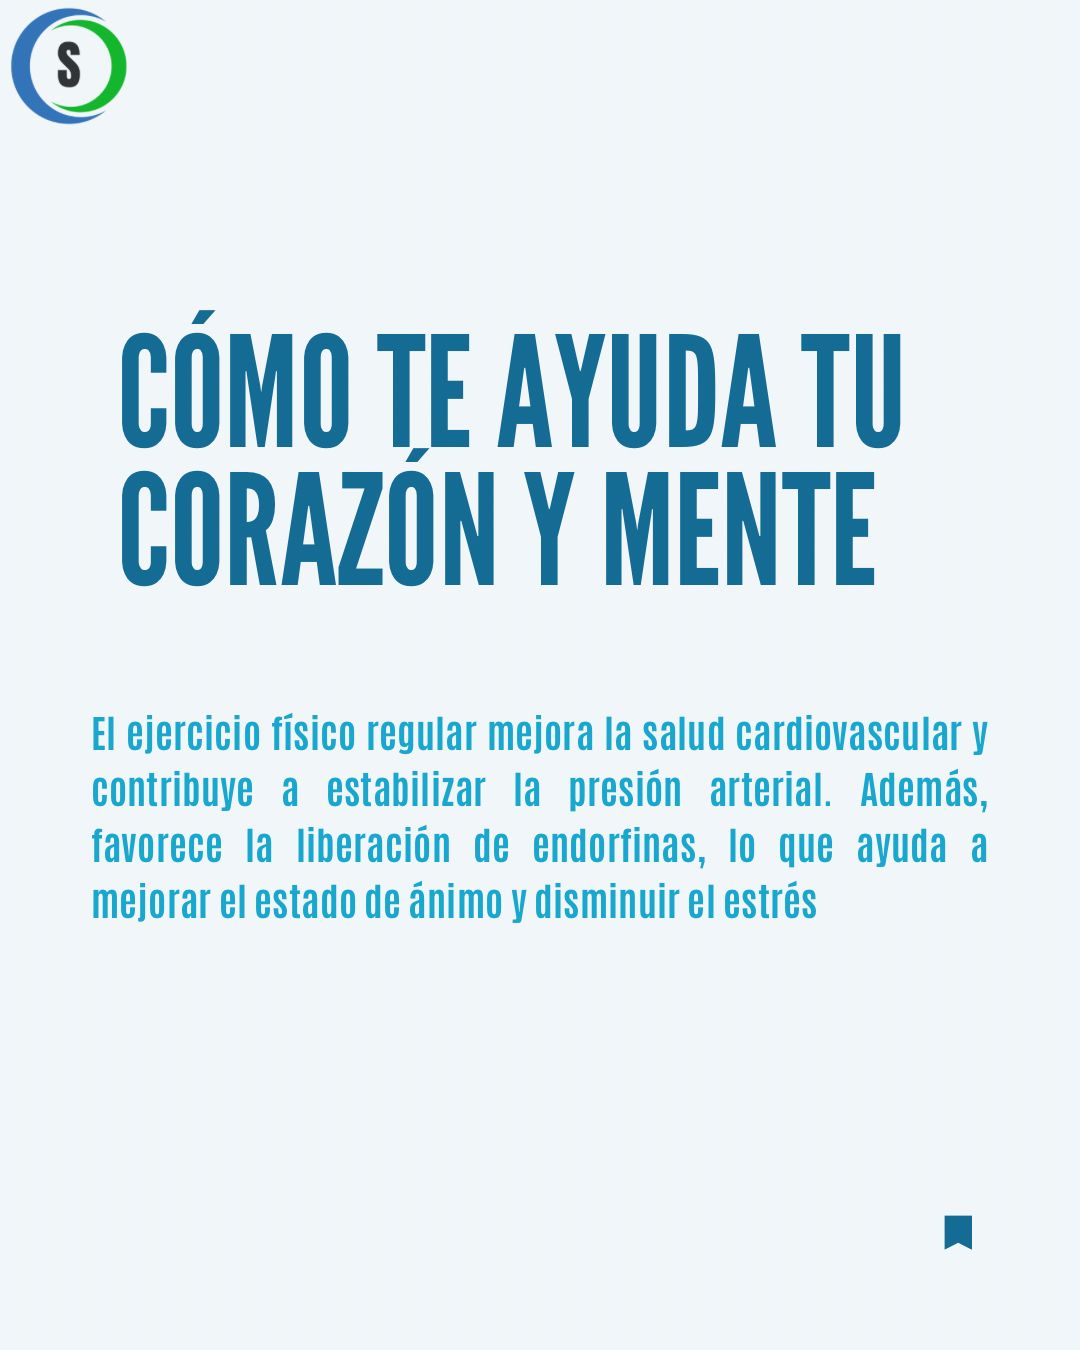 S
CÓMO TE AYUDA TU
CORAZÓN Y MENTE
El ejercicio físico regular mejora la salud cardiovascular y
contribuye a estabilizar la presión arterial. Además,
favorece la liberación de endorfinas, lo que ayuda a
mejorar el estado de ánimo y disminuir el estrés